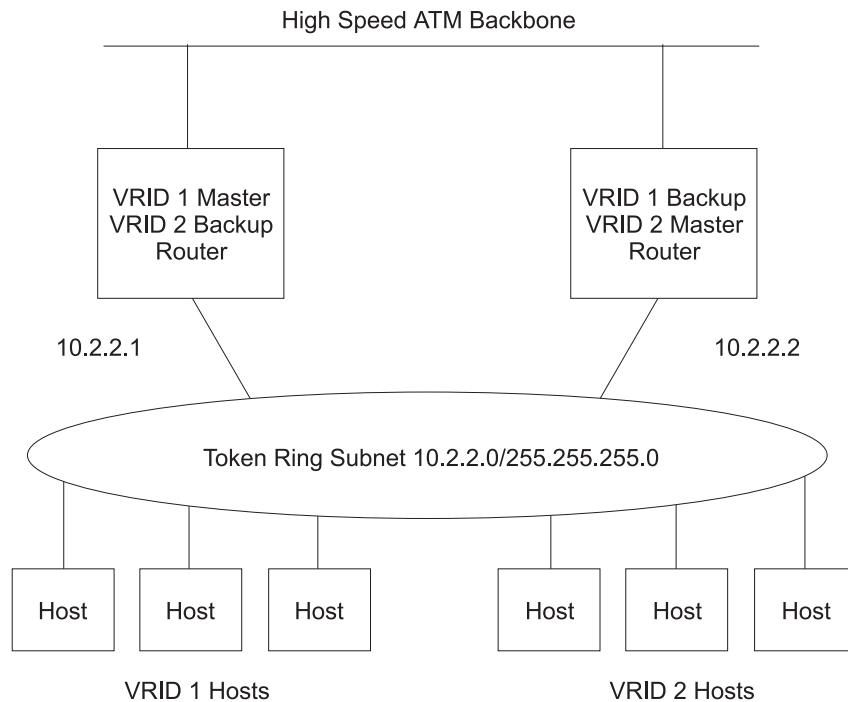 High Speed ATM Backbone
VRID 1 Master
VRID 2 Backup
Router
VRID 1 Backup
VRID 2 Master
Router
10.2.2.1
10.2.2.2
Token Ring Subnet 10.2.2.0/255.255.255.0
Host
Host
Host
Host
Host
Host
VRID 1 Hosts
VRID 2 Hosts